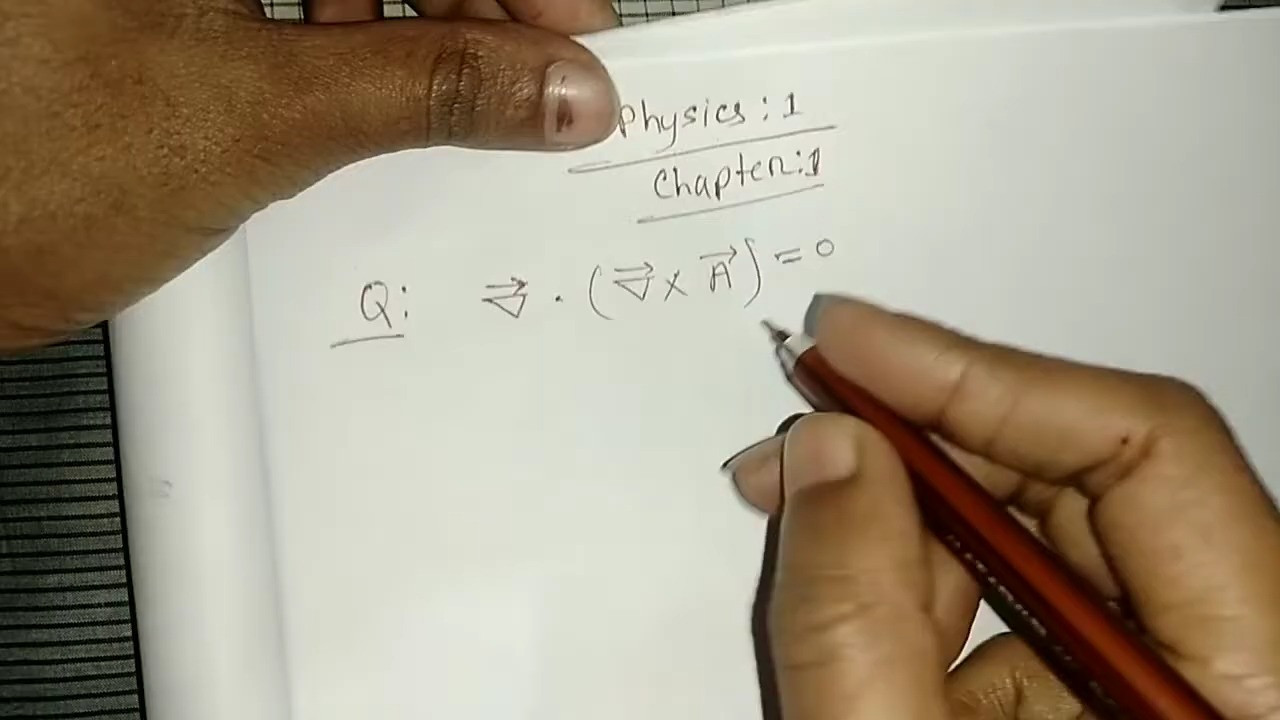 Physics: 1
Chapter: 1
Q: ∇⃗ · (∇⃗ × A⃗) = 0